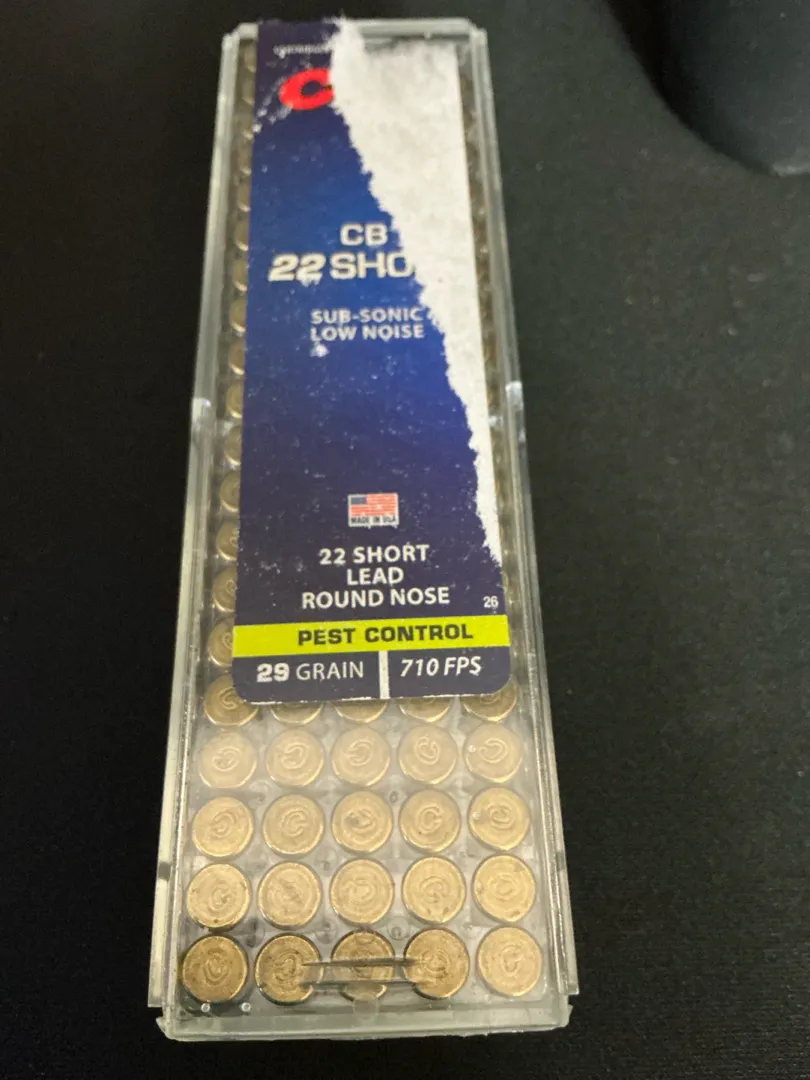 C
CB
22 SHO
SUB-SONIC
LOW NOISE
MADE IN USA
22 SHORT
LEAD
ROUND NOSE
26
PEST CONTROL
29 GRAIN
710 FPS